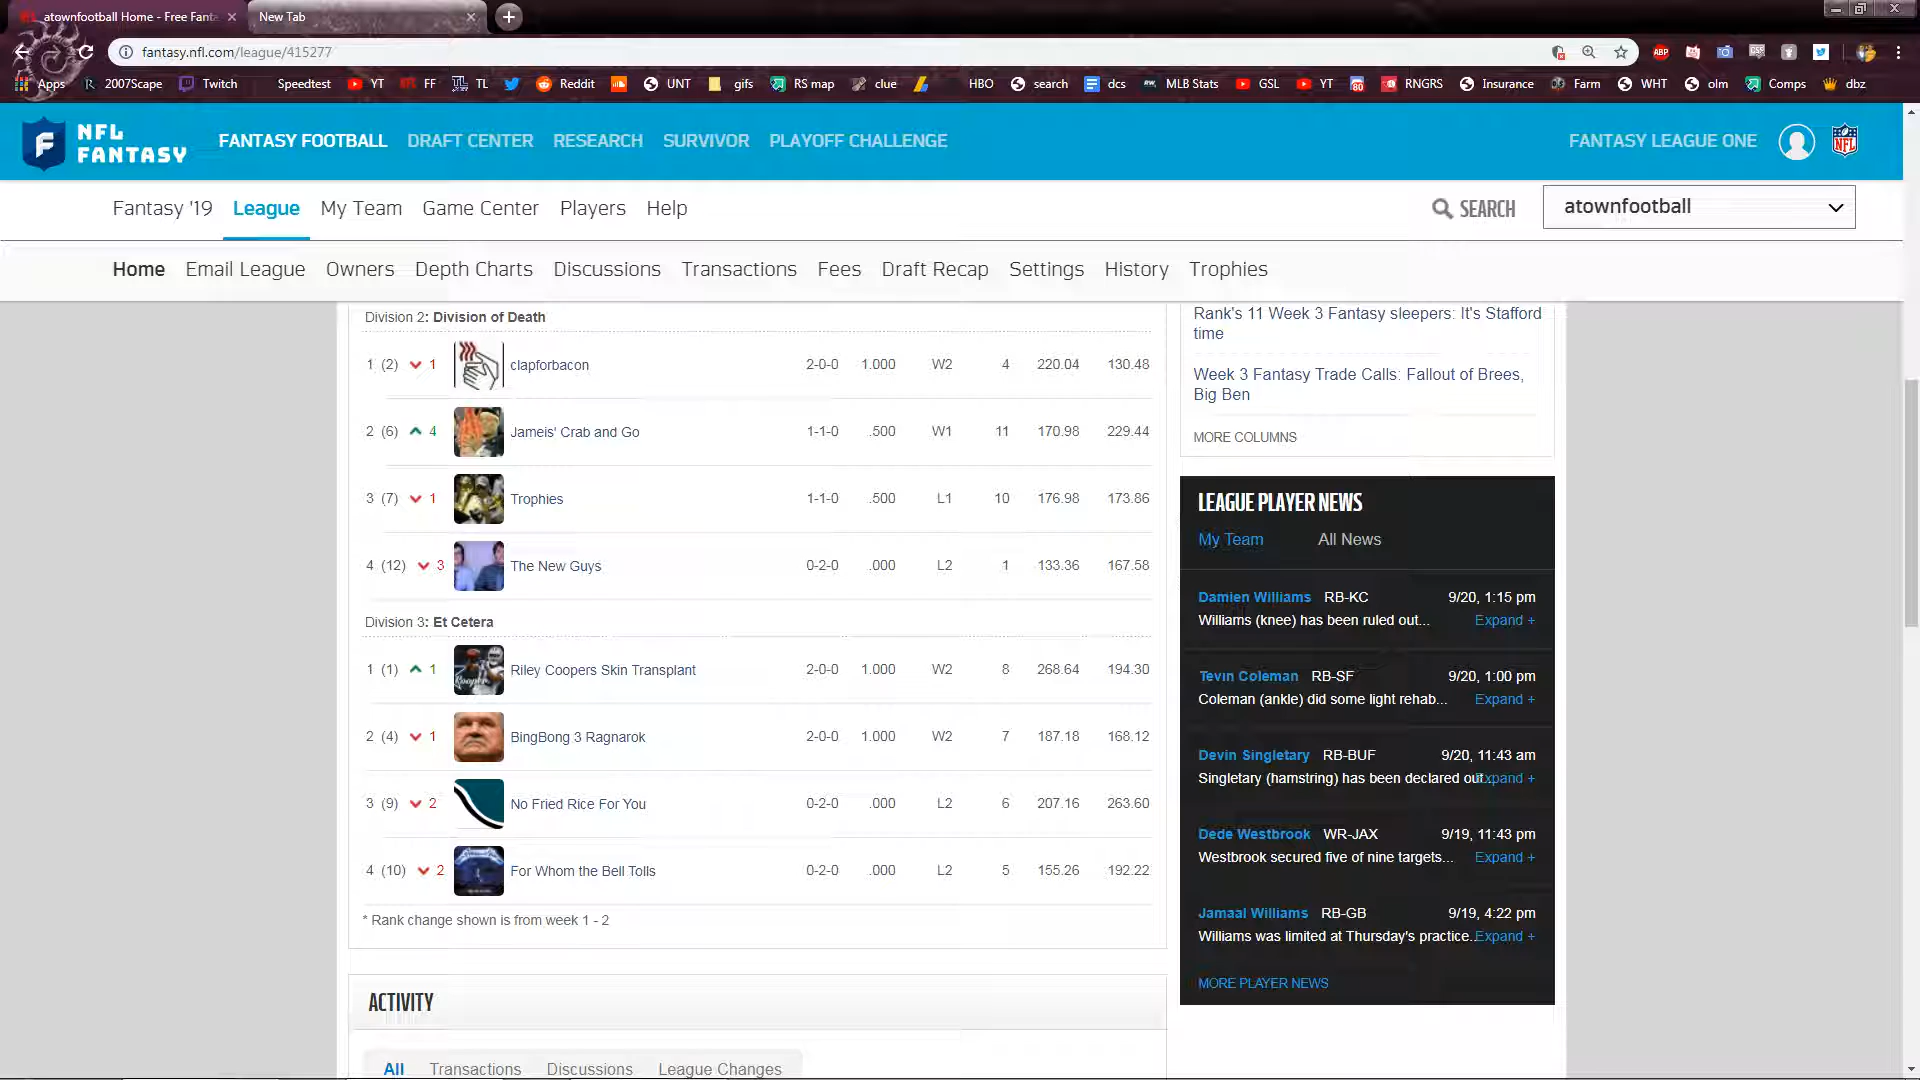 atownfootball Home - Free Fanta
New Tab
fantasy.nfl.com/league/415277
Apps 2007Scape Twitch Speedtest YT FF TL Reddit UNT gifs RS map clue HBO search dcs MLB Stats GSL YT RNGRS Insurance Farm WHT olm Comps dbz
NFL FANTASY
FANTASY FOOTBALL DRAFT CENTER RESEARCH SURVIVOR PLAYOFF CHALLENGE FANTASY LEAGUE ONE
Fantasy '19 League My Team Game Center Players Help SEARCH atownfootball
Home Email League Owners Depth Charts Discussions Transactions Fees Draft Recap Settings History Trophies
Division 2: Division of Death
1 (2) 1 clapforbacon 2-0-0 1.000 W2 4 220.04 130.48
2 (6) 4 Jameis' Crab and Go 1-1-0 .500 W1 11 170.98 229.44
3 (7) 1 Trophies 1-1-0 .500 L1 10 176.98 173.86
4 (12) 3 The New Guys 0-2-0 .000 L2 1 133.36 167.58
Division 3: Et Cetera
1 (1) 1 Riley Coopers Skin Transplant 2-0-0 1.000 W2 8 268.64 194.30
2 (4) 1 BingBong 3 Ragnarok 2-0-0 1.000 W2 7 187.18 168.12
3 (9) 2 No Fried Rice For You 0-2-0 .000 L2 6 207.16 263.60
4 (10) 2 For Whom the Bell Tolls 0-2-0 .000 L2 5 155.26 192.22
* Rank change shown is from week 1 - 2
ACTIVITY
All Transactions Discussions League Changes
Rank's 11 Week 3 Fantasy sleepers: It's Stafford
time
Week 3 Fantasy Trade Calls: Fallout of Brees,
Big Ben
MORE COLUMNS
LEAGUE PLAYER NEWS
My Team All News
Damien Williams RB-KC 9/20, 1:15 pm
Williams (knee) has been ruled out... Expand +
Tevin Coleman RB-SF 9/20, 1:00 pm
Coleman (ankle) did some light rehab... Expand +
Devin Singletary RB-BUF 9/20, 11:43 am
Singletary (hamstring) has been declared out... Expand +
Dede Westbrook WR-JAX 9/19, 11:43 pm
Westbrook secured five of nine targets... Expand +
Jamaal Williams RB-GB 9/19, 4:22 pm
Williams was limited at Thursday's practice... Expand +
MORE PLAYER NEWS